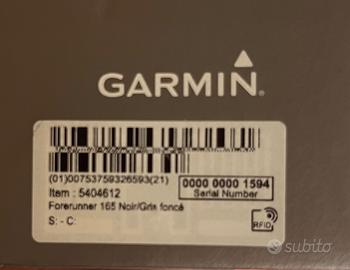 GARMIN.
(01)00753759326593(21)
Item : 5404612
0000 0000 1594
Serial Number
Forerunner 165 Noir/Gris foncé
S: - C:
RFID
subito